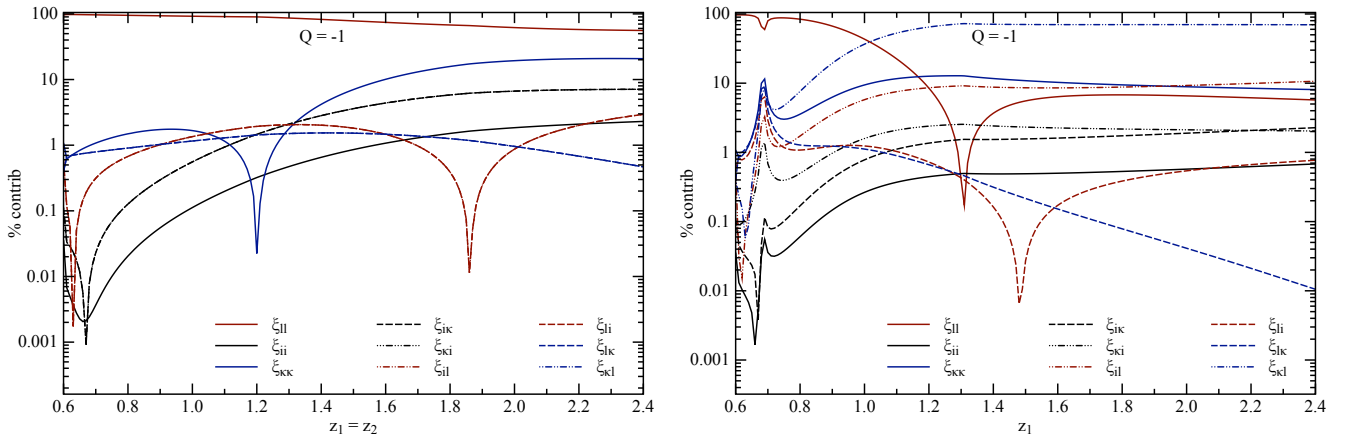 100
10
1
0.1
0.01
0.001
% contrib
Q = -1
ξll
ξii
ξκκ
ξiκ
ξκi
ξil
ξli
ξlκ
ξκl
0.6 0.8 1.0 1.2 1.4 1.6 1.8 2.0 2.2 2.4
z1 = z2
100
10
1
0.1
0.01
0.001
% contrib
Q = -1
ξll
ξii
ξκκ
ξiκ
ξκi
ξil
ξli
ξlκ
ξκl
0.6 0.8 1.0 1.2 1.4 1.6 1.8 2.0 2.2 2.4
z1